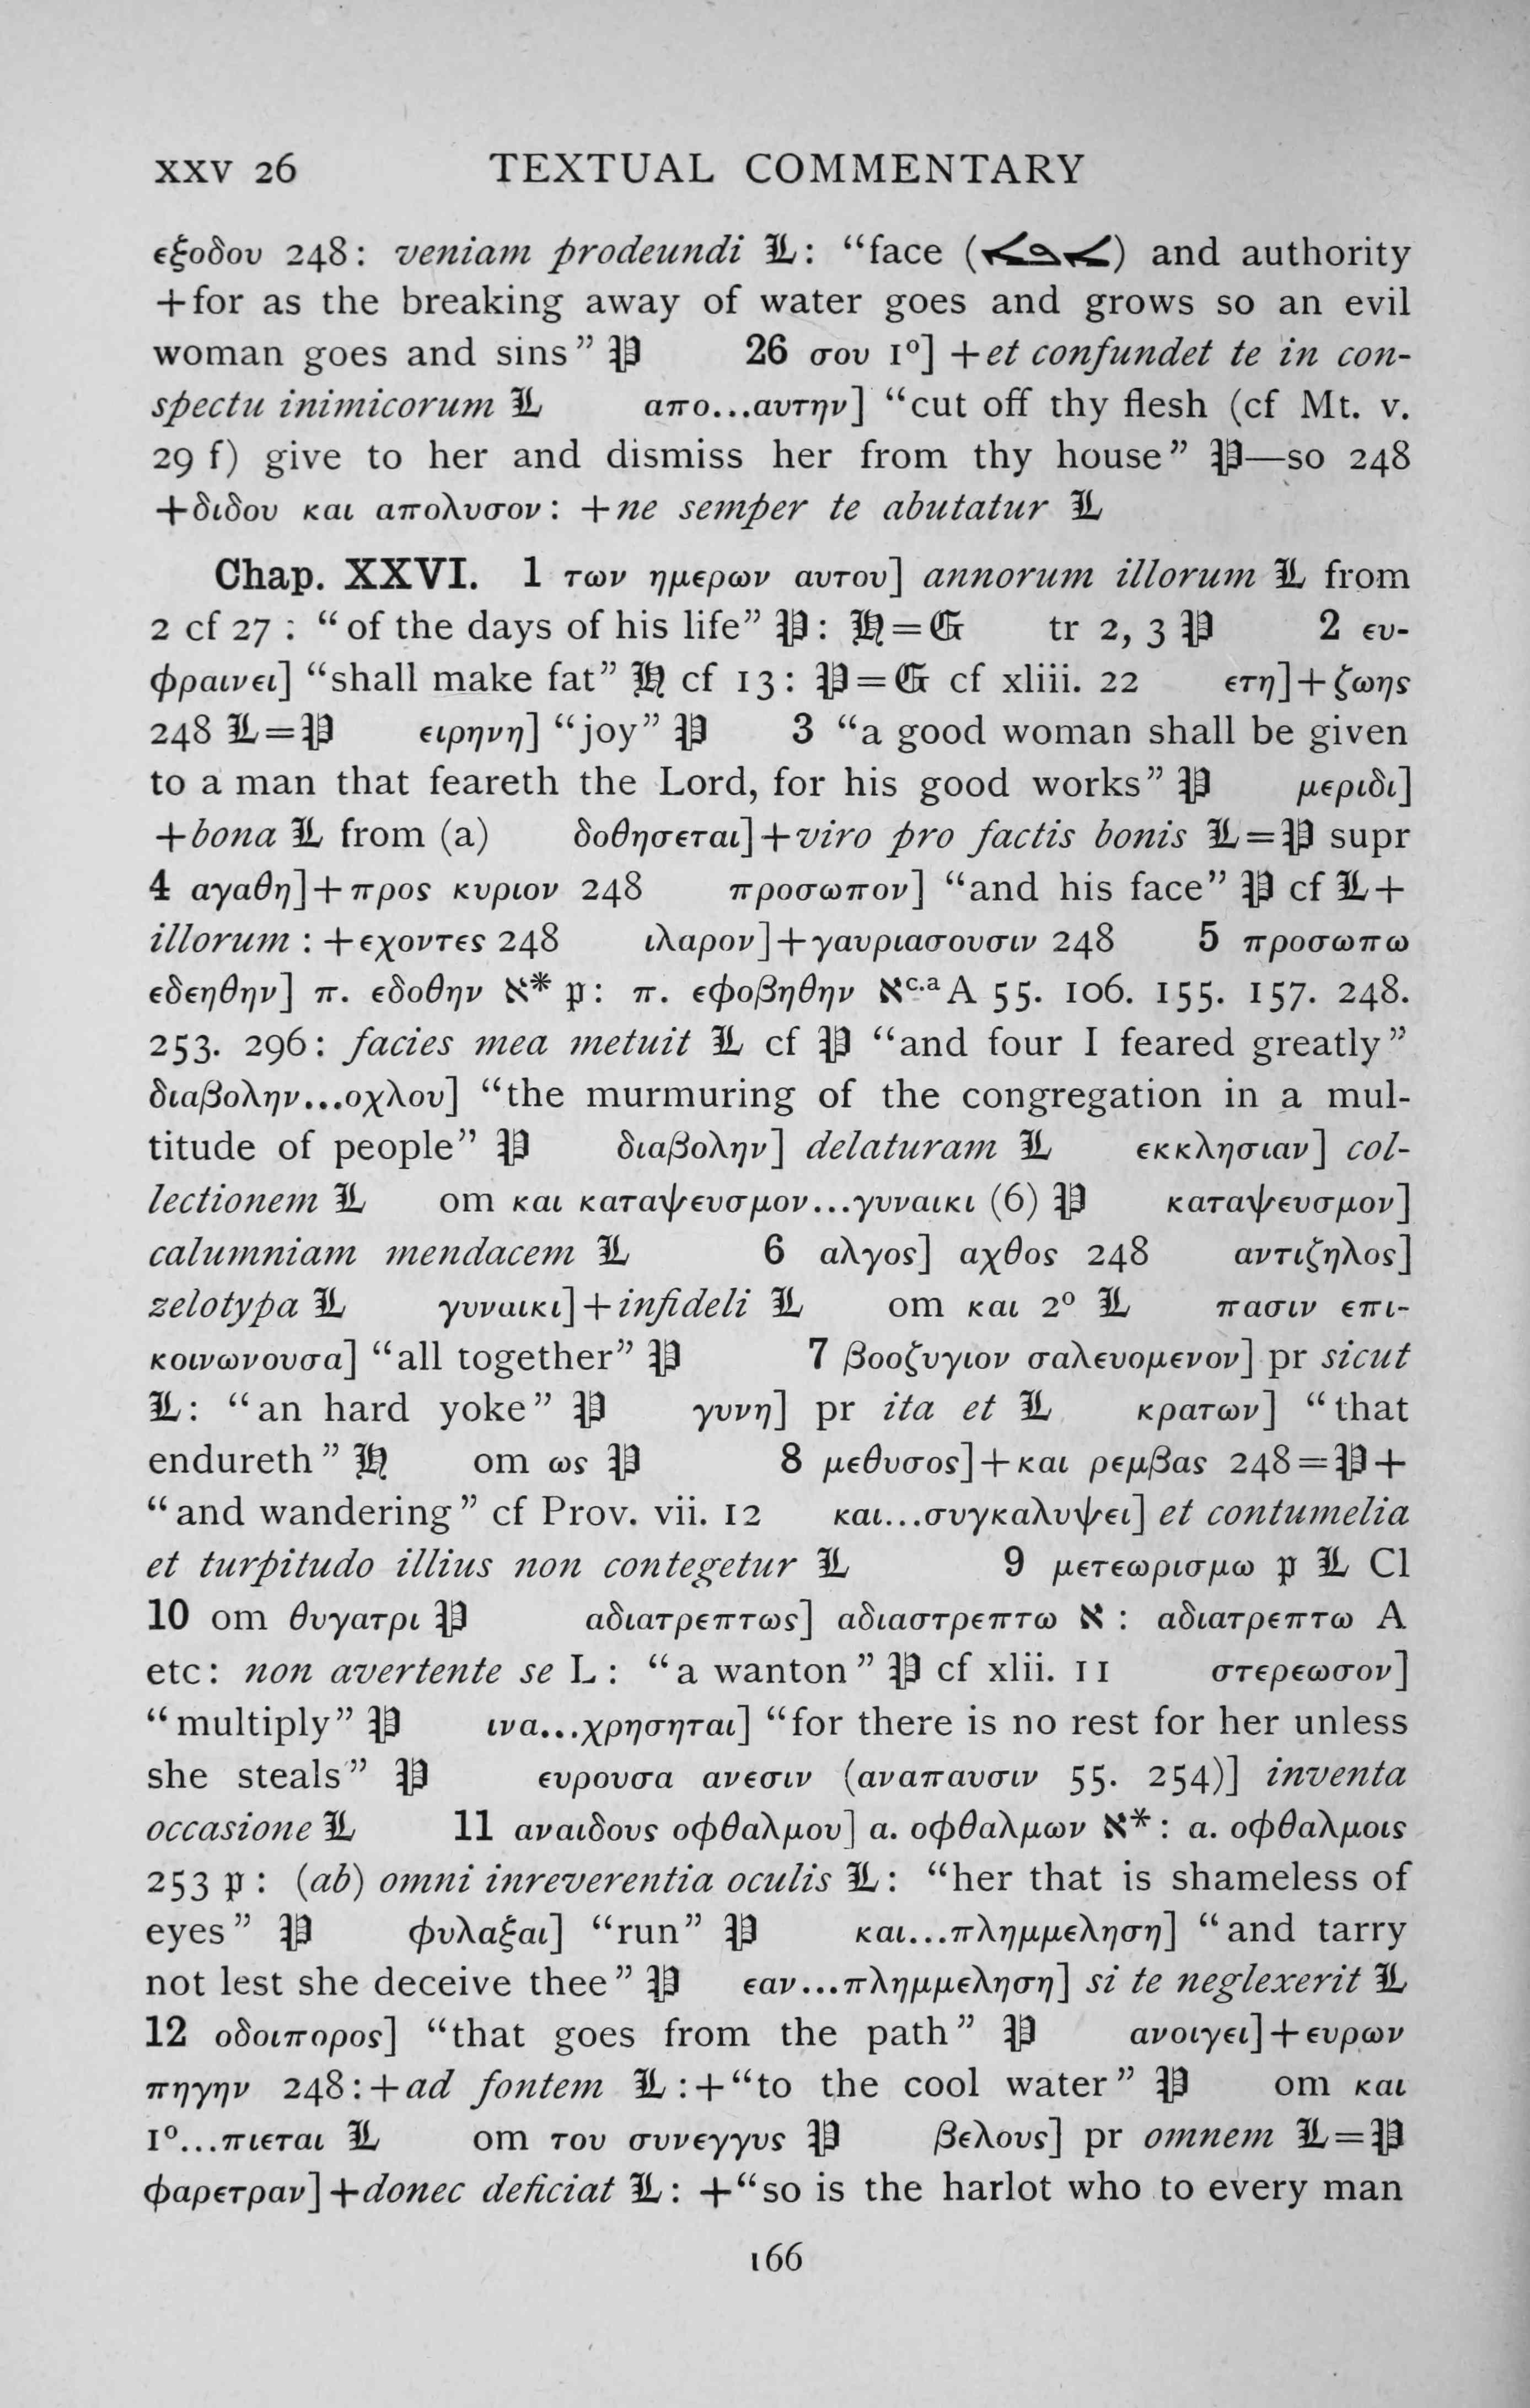 XXV 26 TEXTUAL COMMENTARY
εξοδου 248: veniam prodeundi 𝕷: “face (ܐܦܐ) and authority
+for as the breaking away of water goes and grows so an evil
woman goes and sins” 𝕻 26 σου 1⁰] +et confundet te in con-
spectu inimicorum 𝕷 απο...αυτην] “cut off thy flesh (cf Mt. v.
29 f) give to her and dismiss her from thy house” 𝕻—so 248
+διδου και απολυσον: +ne semper te abutatur 𝕷
Chap. XXVI. 1 των ημερων αυτου] annorum illorum 𝕷 from
2 cf 27 : “of the days of his life” 𝕻: 𝕳=𝕲 tr 2, 3 𝕻 2 ευ-
φραινει] “shall make fat” 𝕳 cf 13: 𝕻=𝕲 cf xliii. 22 ετη]+ζωης
248 𝕷=𝕻 ειρηνη] “joy” 𝕻 3 “a good woman shall be given
to a man that feareth the Lord, for his good works” 𝕻 μεριδι]
+bona 𝕷 from (a) δοθησεται]+viro pro factis bonis 𝕷=𝕻 supr
4 αγαθη]+προς κυριον 248 προσωπον] “and his face” 𝕻 cf 𝕷+
illorum : +εχοντες 248 ιλαρον]+γαυριασουσιν 248 5 προσωπω
εδεηθην] π. εδοθην א* 𝔭: π. εφοβηθην אᶜ·ᵃ A 55. 106. 155. 157. 248.
253. 296: facies mea metuit 𝕷 cf 𝕻 “and four I feared greatly”
διαβολην...οχλου] “the murmuring of the congregation in a mul-
titude of people” 𝕻 διαβολην] delaturam 𝕷 εκκλησιαν] col-
lectionem 𝕷 om και καταψευσμον...γυναικι (6) 𝕻 καταψευσμον]
calumniam mendacem 𝕷 6 αλγος] αχθος 248 αντιζηλος]
zelotypa 𝕷 γυναικι]+infideli 𝕷 om και 2⁰ 𝕷 πασιν επι-
κοινωνουσα] “all together” 𝕻 7 βοοζυγιον σαλευομενον] pr sicut
𝕷: “an hard yoke” 𝕻 γυνη] pr ita et 𝕷 κρατων] “that
endureth” 𝕳 om ως 𝕻 8 μεθυσος]+και ρεμβας 248=𝕻+
“and wandering” cf Prov. vii. 12 και...συγκαλυψει] et contumelia
et turpitudo illius non contegetur 𝕷 9 μετεωρισμω 𝔭 𝕷 Cl
10 om θυγατρι 𝕻 αδιατρεπτως] αδιαστρεπτω א : αδιατρεπτω A
etc: non avertente se L : “a wanton” 𝕻 cf xlii. 11 στερεωσον]
“multiply” 𝕻 ινα...χρησηται] “for there is no rest for her unless
she steals” 𝕻 ευρουσα ανεσιν (αναπαυσιν 55. 254)] inventa
occasione 𝕷 11 αναιδους οφθαλμου] α. οφθαλμων א* : α. οφθαλμοις
253 𝔭 : (ab) omni inreverentia oculis 𝕷: “her that is shameless of
eyes” 𝕻 φυλαξαι] “run” 𝕻 και...πλημμεληση] “and tarry
not lest she deceive thee” 𝕻 εαν...πλημμεληση] si te neglexerit 𝕷
12 οδοιπορος] “that goes from the path” 𝕻 ανοιγει]+ευρων
πηγην 248:+ad fontem 𝕷:+“to the cool water” 𝕻 om και
1⁰...πιεται 𝕷 om του συνεγγυς 𝕻 βελους] pr omnem 𝕷=𝕻
φαρετραν]+donec deficiat 𝕷: +“so is the harlot who to every man
166